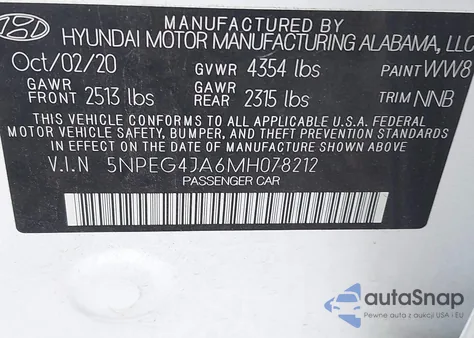 MANUFACTURED BY
HYUNDAI MOTOR MANUFACTURING ALABAMA, LLC
Oct/02/20 GVWR 4354 lbs PAINT WW8
GAWR FRONT 2513 lbs GAWR REAR 2315 lbs TRIM NNB
THIS VEHICLE CONFORMS TO ALL APPLICABLE U.S.A. FEDERAL
MOTOR VEHICLE SAFETY, BUMPER, AND THEFT PREVENTION STANDARDS
IN EFFECT ON THE DATE OF MANUFACTURE SHOWN ABOVE
V.I.N 5NPEG4JA6MH078212
PASSENGER CAR
autoSnap
Pewne auta z aukcji USA i EU